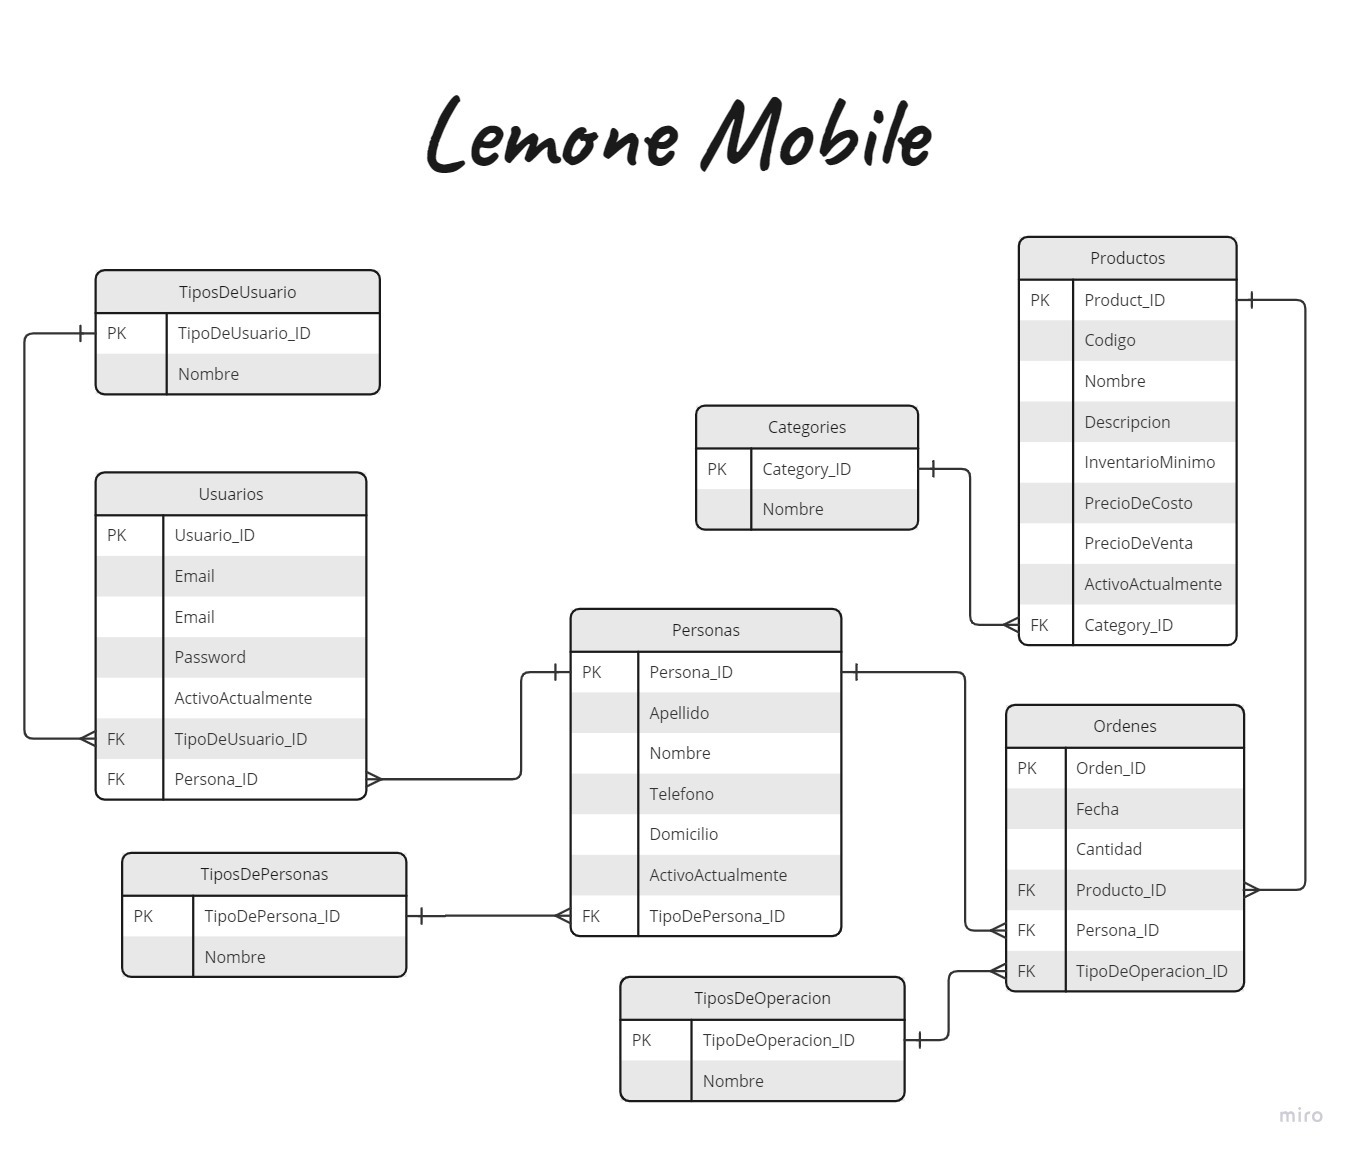 Lemone Mobile
TiposDeUsuario
PK TipoDeUsuario_ID
Nombre
Usuarios
PK Usuario_ID
Email
Email
Password
ActivoActualmente
FK TipoDeUsuario_ID
FK Persona_ID
TiposDePersonas
PK TipoDePersona_ID
Nombre
Categories
PK Category_ID
Nombre
Personas
PK Persona_ID
Apellido
Nombre
Telefono
Domicilio
ActivoActualmente
FK TipoDePersona_ID
TiposDeOperacion
PK TipoDeOperacion_ID
Nombre
Productos
PK Product_ID
Codigo
Nombre
Descripcion
InventarioMinimo
PrecioDeCosto
PrecioDeVenta
ActivoActualmente
FK Category_ID
Ordenes
PK Orden_ID
Fecha
Cantidad
FK Producto_ID
FK Persona_ID
FK TipoDeOperacion_ID
miro